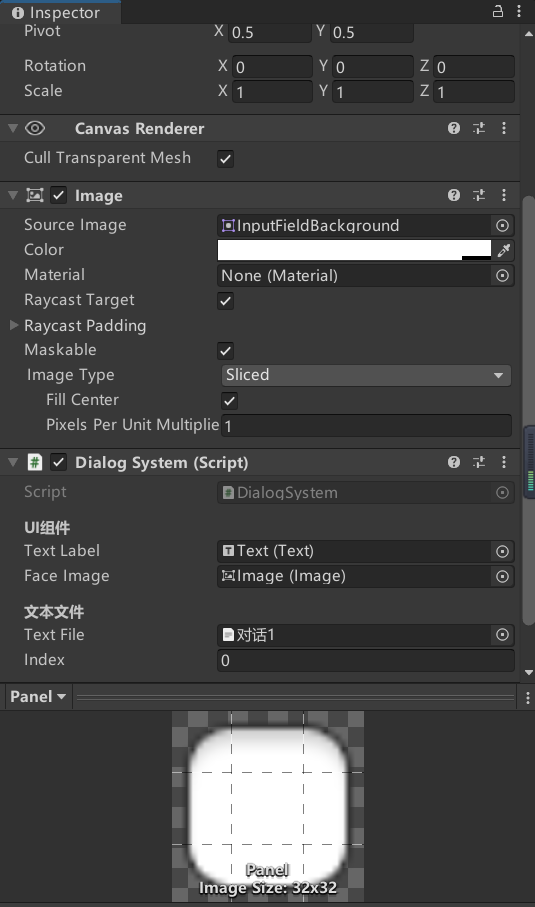 Inspector
Pivot X 0.5 Y 0.5
Rotation X 0 Y 0 Z 0
Scale X 1 Y 1 Z 1
Canvas Renderer
Cull Transparent Mesh
Image
Source Image InputFieldBackground
Color
Material None (Material)
Raycast Target
Raycast Padding
Maskable
Image Type Sliced
Fill Center
Pixels Per Unit Multiplie 1
# Dialog System (Script)
Script # DialogSystem
UI组件
Text Label T Text (Text)
Face Image Image (Image)
文本文件
Text File 对话1
Index 0
Panel
Panel
Image Size: 32x32